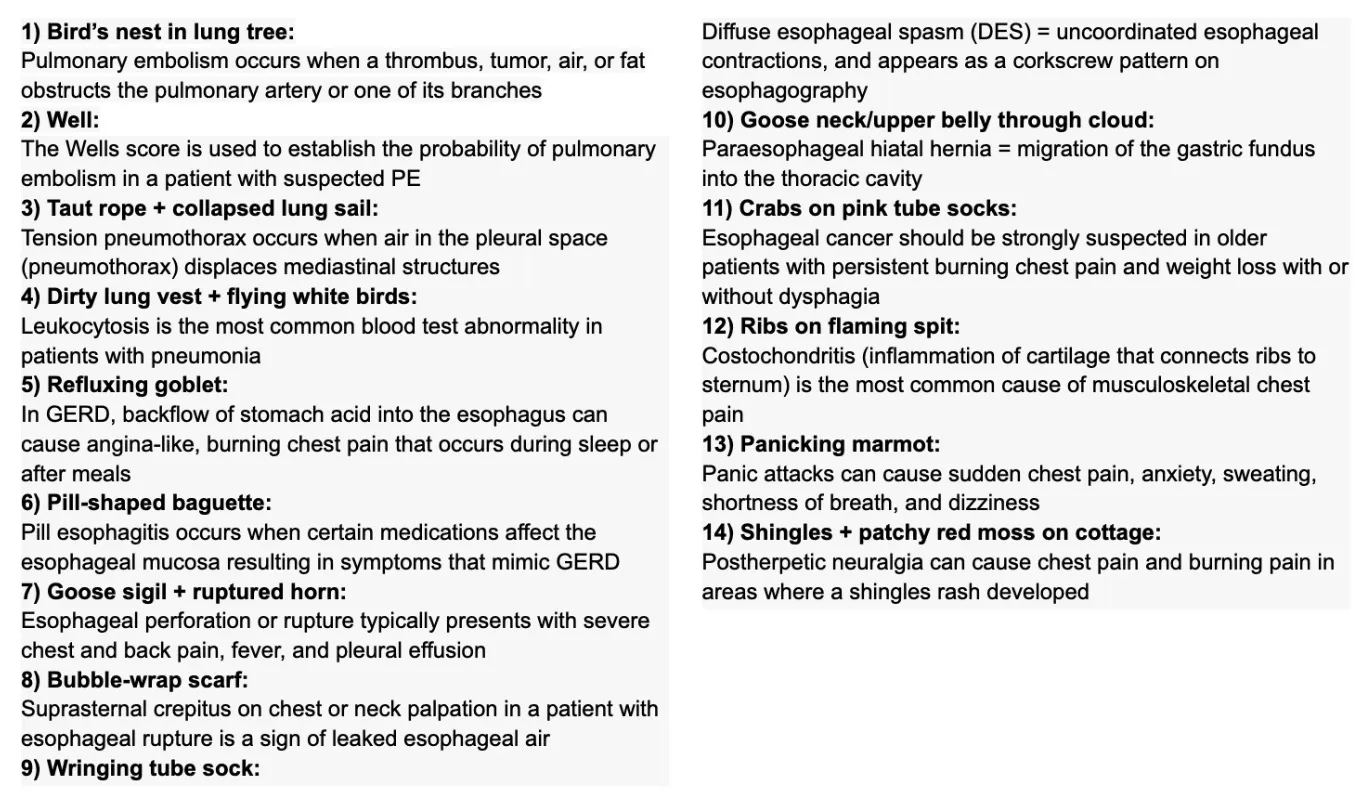 1) Bird’s nest in lung tree:
Pulmonary embolism occurs when a thrombus, tumor, air, or fat
obstructs the pulmonary artery or one of its branches
2) Well:
The Wells score is used to establish the probability of pulmonary
embolism in a patient with suspected PE
3) Taut rope + collapsed lung sail:
Tension pneumothorax occurs when air in the pleural space
(pneumothorax) displaces mediastinal structures
4) Dirty lung vest + flying white birds:
Leukocytosis is the most common blood test abnormality in
patients with pneumonia
5) Refluxing goblet:
In GERD, backflow of stomach acid into the esophagus can
cause angina-like, burning chest pain that occurs during sleep or
after meals
6) Pill-shaped baguette:
Pill esophagitis occurs when certain medications affect the
esophageal mucosa resulting in symptoms that mimic GERD
7) Goose sigil + ruptured horn:
Esophageal perforation or rupture typically presents with severe
chest and back pain, fever, and pleural effusion
8) Bubble-wrap scarf:
Suprasternal crepitus on chest or neck palpation in a patient with
esophageal rupture is a sign of leaked esophageal air
9) Wringing tube sock:
Diffuse esophageal spasm (DES) = uncoordinated esophageal
contractions, and appears as a corkscrew pattern on
esophagography
10) Goose neck/upper belly through cloud:
Paraesophageal hiatal hernia = migration of the gastric fundus
into the thoracic cavity
11) Crabs on pink tube socks:
Esophageal cancer should be strongly suspected in older
patients with persistent burning chest pain and weight loss with or
without dysphagia
12) Ribs on flaming spit:
Costochondritis (inflammation of cartilage that connects ribs to
sternum) is the most common cause of musculoskeletal chest
pain
13) Panicking marmot:
Panic attacks can cause sudden chest pain, anxiety, sweating,
shortness of breath, and dizziness
14) Shingles + patchy red moss on cottage:
Postherpetic neuralgia can cause chest pain and burning pain in
areas where a shingles rash developed